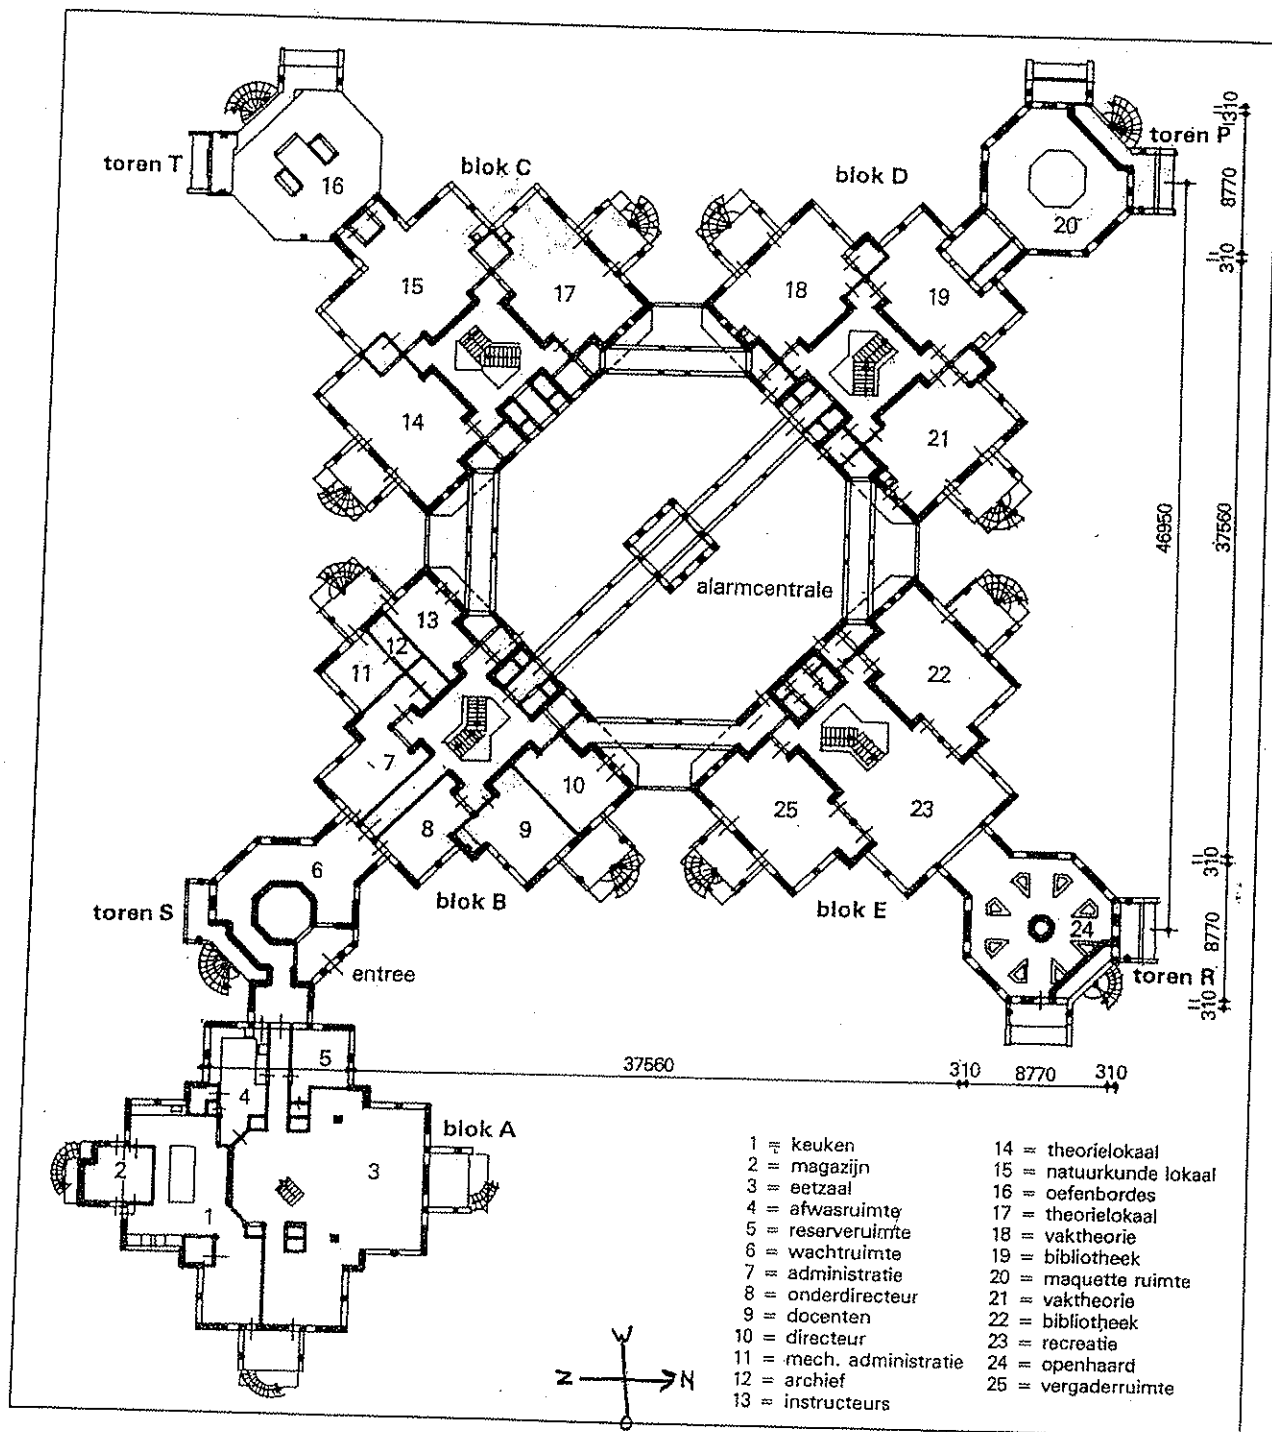 toren T
blok C
blok D
toren P
16
20
15
17
18
19
14
21
310
8770
310
46950
37560
alarmcentrale
13
12
11
22
7
10
8
9
25
23
6
blok B
blok E
toren S
24
entree
toren R
310
8770
310
5
37560
310
8770
310
4
blok A
2
3
1
1 = keuken
2 = magazijn
3 = eetzaal
4 = afwasruimte
5 = reserveruimte
6 = wachtruimte
7 = administratie
8 = onderdirecteur
9 = docenten
10 = directeur
11 = mech. administratie
12 = archief
13 = instructeurs
14 = theorielokaal
15 = natuurkunde lokaal
16 = oefenbordes
17 = theorielokaal
18 = vaktheorie
19 = bibliotheek
20 = maquette ruimte
21 = vaktheorie
22 = bibliotheek
23 = recreatie
24 = openhaard
25 = vergaderruimte
W
Z N
O